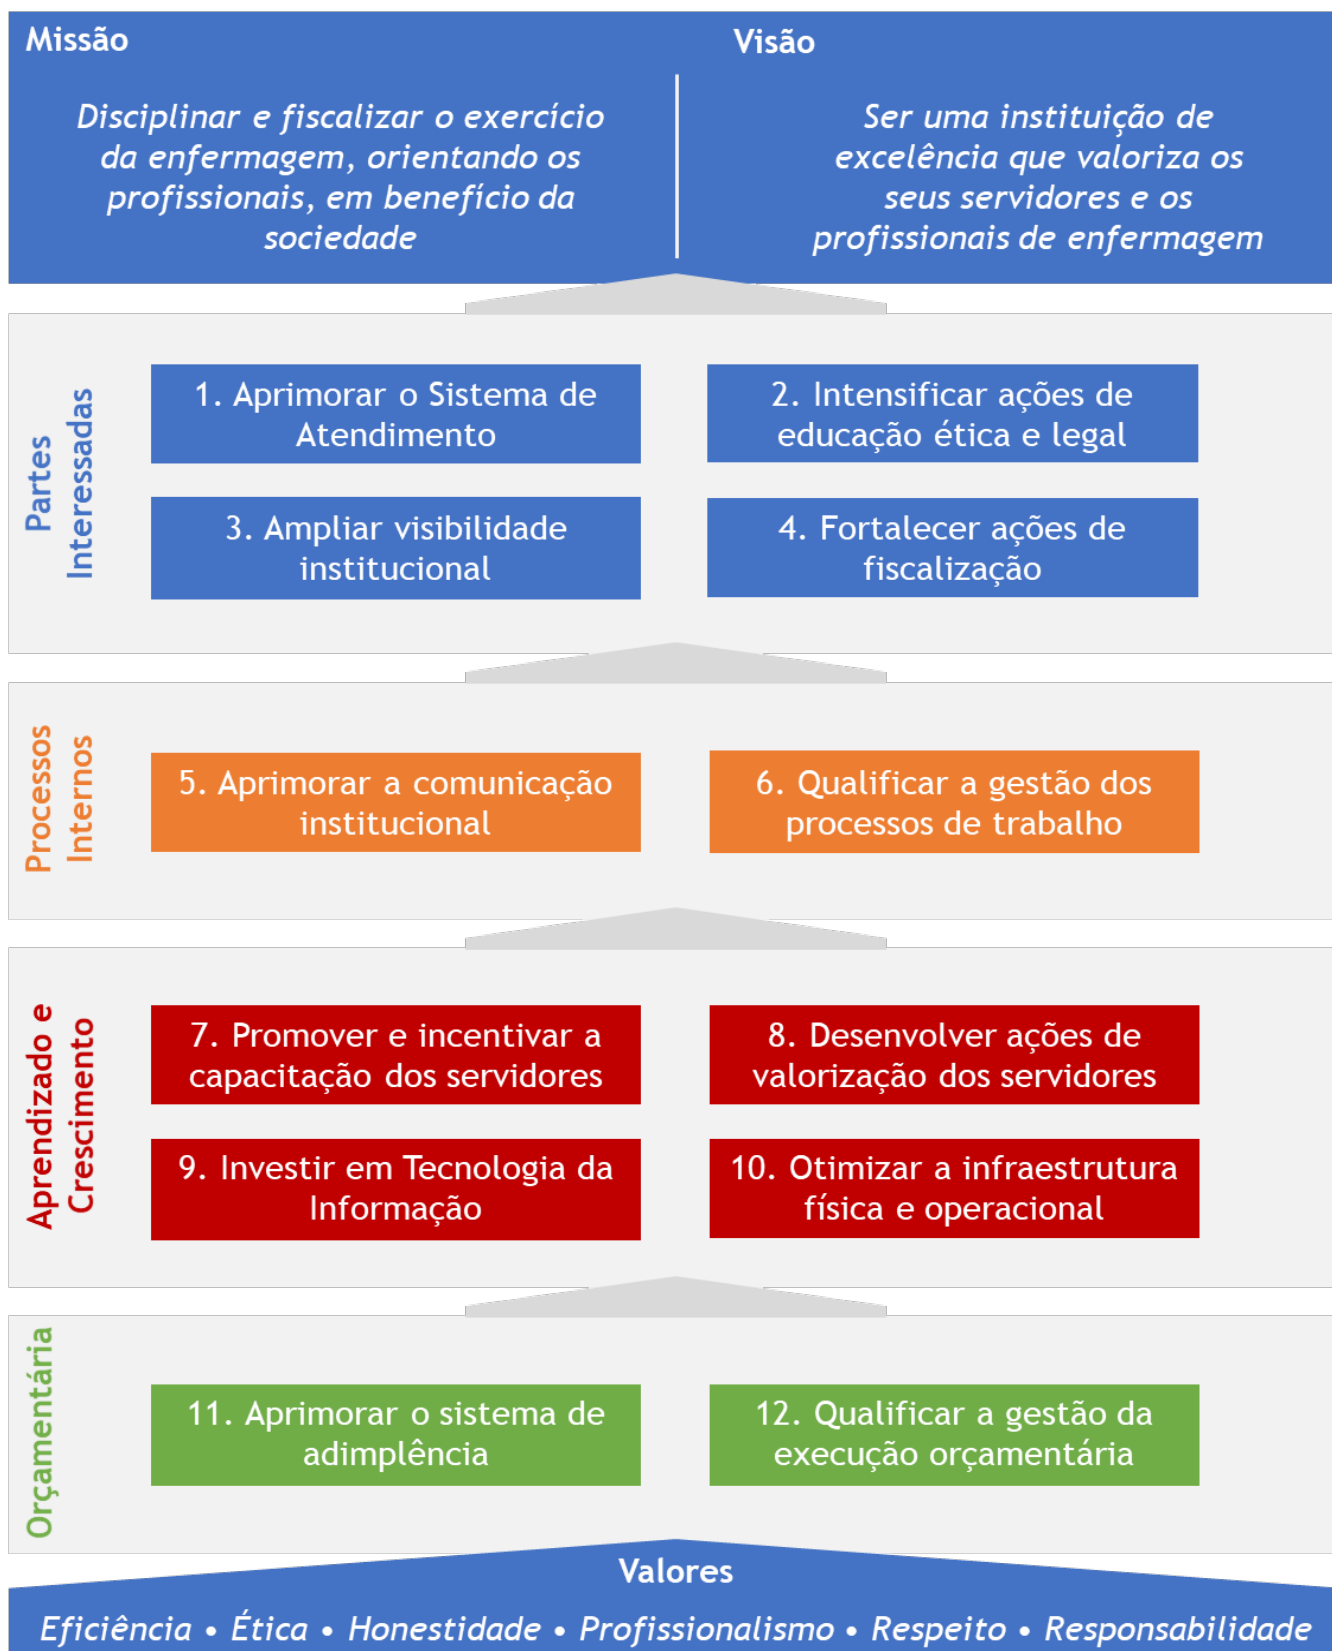 Missão
Disciplinar e fiscalizar o exercício
da enfermagem, orientando os
profissionais, em benefício da
sociedade
Visão
Ser uma instituição de
excelência que valoriza os
seus servidores e os
profissionais de enfermagem
Partes
Interessadas
1. Aprimorar o Sistema de
Atendimento
2. Intensificar ações de
educação ética e legal
3. Ampliar visibilidade
institucional
4. Fortalecer ações de
fiscalização
Processos
Internos
5. Aprimorar a comunicação
institucional
6. Qualificar a gestão dos
processos de trabalho
Aprendizado e
Crescimento
7. Promover e incentivar a
capacitação dos servidores
8. Desenvolver ações de
valorização dos servidores
9. Investir em Tecnologia da
Informação
10. Otimizar a infraestrutura
física e operacional
Orçamentária
11. Aprimorar o sistema de
adimplência
12. Qualificar a gestão da
execução orçamentária
Valores
Eficiência • Ética • Honestidade • Profissionalismo • Respeito • Responsabilidade